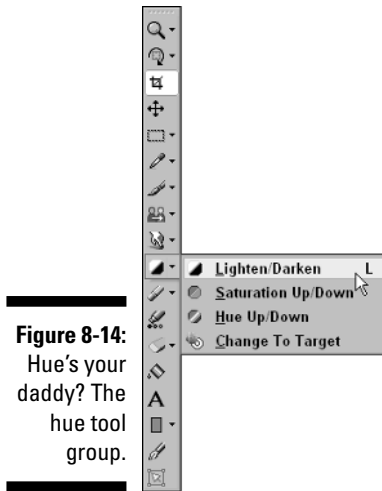 Lighten/Darken L
Saturation Up/Down
Hue Up/Down
Change To Target
A
Figure 8-14:
Hue's your
daddy? The
hue tool
group.